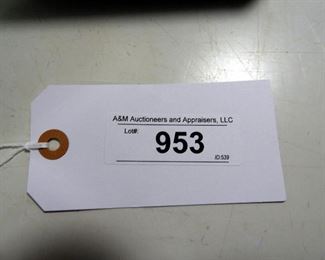 A&M Auctioneers and Appraisers, LLC
Lot#:
953
ID:539